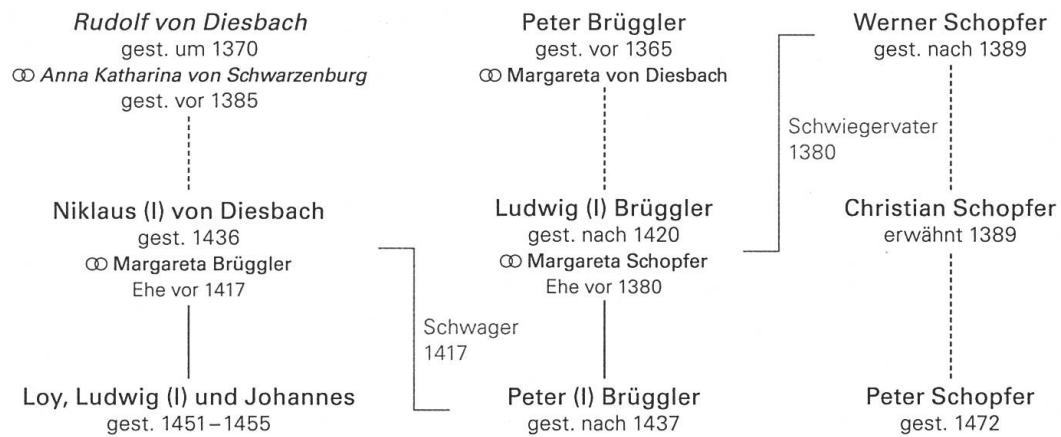 Rudolf von Diesbach
gest. um 1370
⚭ Anna Katharina von Schwarzenburg
gest. vor 1385
Peter Brüggler
gest. vor 1365
⚭ Margareta von Diesbach
Werner Schopfer
gest. nach 1389
Schwiegervater
1380
Niklaus (I) von Diesbach
gest. 1436
⚭ Margareta Brüggler
Ehe vor 1417
Ludwig (I) Brüggler
gest. nach 1420
⚭ Margareta Schopfer
Ehe vor 1380
Christian Schopfer
erwähnt 1389
Schwager
1417
Loy, Ludwig (I) und Johannes
gest. 1451–1455
Peter (I) Brüggler
gest. nach 1437
Peter Schopfer
gest. 1472